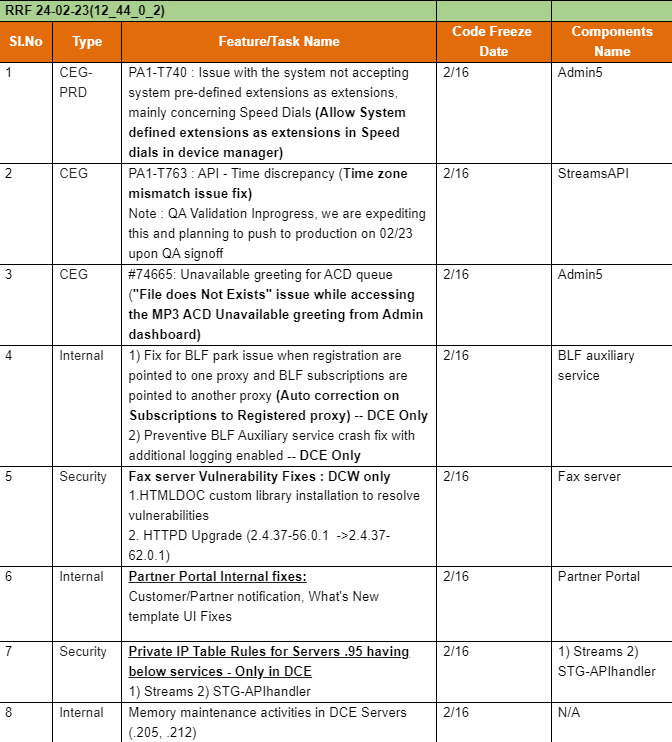 RRF 24-02-23(12_44_0_2)
Sl.No Type Feature/Task Name Code Freeze Date Components Name
1 CEG-PRD PA1-T740 : Issue with the system not accepting 2/16 Admin5
system pre-defined extensions as extensions,
mainly concerning Speed Dials (Allow System
defined extensions as extensions in Speed
dials in device manager)
2 CEG PA1-T763 : API - Time discrepancy (Time zone 2/16 StreamsAPI
mismatch issue fix)
Note : QA Validation Inprogress, we are expediting
this and planning to push to production on 02/23
upon QA signoff
3 CEG #74665: Unavailable greeting for ACD queue 2/16 Admin5
("File does Not Exists" issue while accessing
the MP3 ACD Unavailable greeting from Admin
dashboard)
4 Internal 1) Fix for BLF park issue when registration are 2/16 BLF auxiliary service
pointed to one proxy and BLF subscriptions are
pointed to another proxy (Auto correction on
Subscriptions to Registered proxy) -- DCE Only
2) Preventive BLF Auxiliary service crash fix with
additional logging enabled -- DCE Only
5 Security Fax server Vulnerability Fixes : DCW only 2/16 Fax server
1.HTMLDOC custom library installation to resolve
vulnerabilities
2. HTTPD Upgrade (2.4.37-56.0.1 ->2.4.37-
62.0.1)
6 Internal Partner Portal Internal fixes: 2/16 Partner Portal
Customer/Partner notification, What's New
template UI Fixes
7 Security Private IP Table Rules for Servers .95 having 2/16 1) Streams 2)
below services - Only in DCE STG-APIhandler
1) Streams 2) STG-APIhandler
8 Internal Memory maintenance activities in DCE Servers 2/16 N/A
(.205, .212)